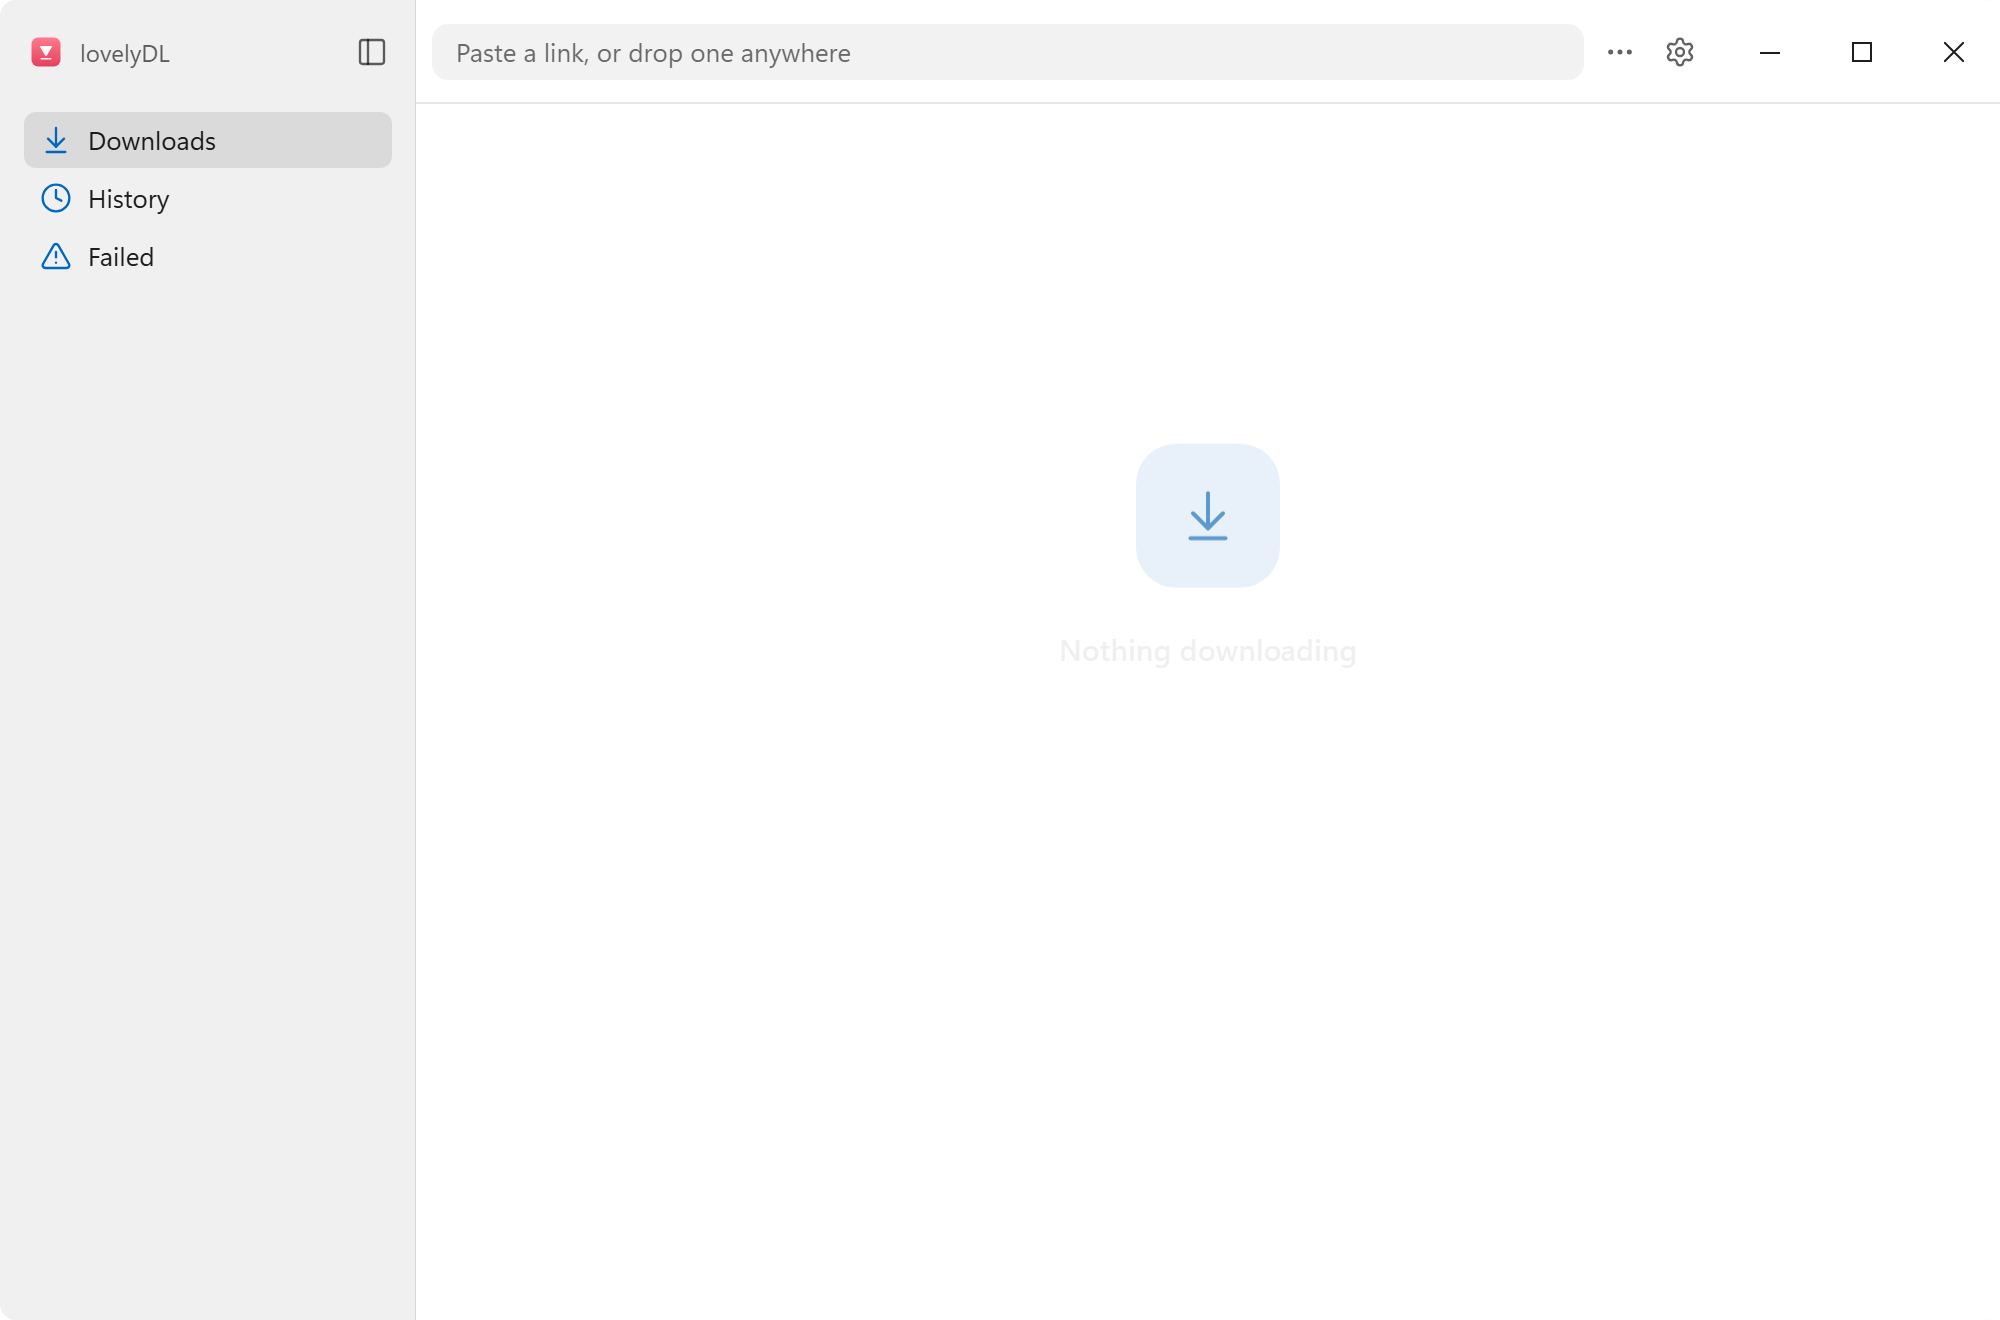 lovelyDL
Paste a link, or drop one anywhere
Downloads
History
Failed
Nothing downloading